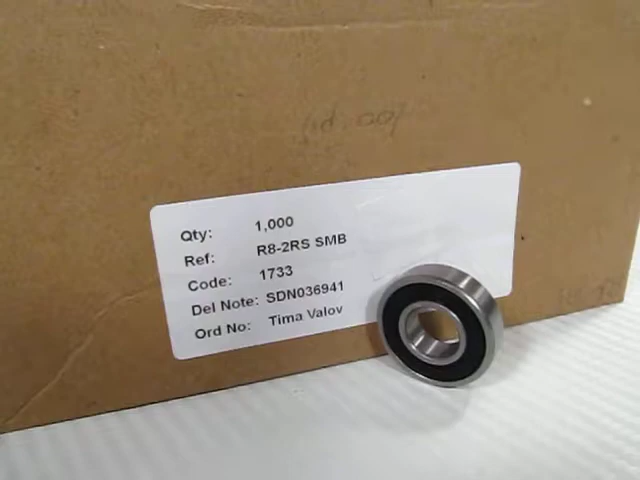 Qty: 1,000
Ref: R8-2RS SMB
Code: 1733
Del Note: SDN036941
Ord No: Tima Valov